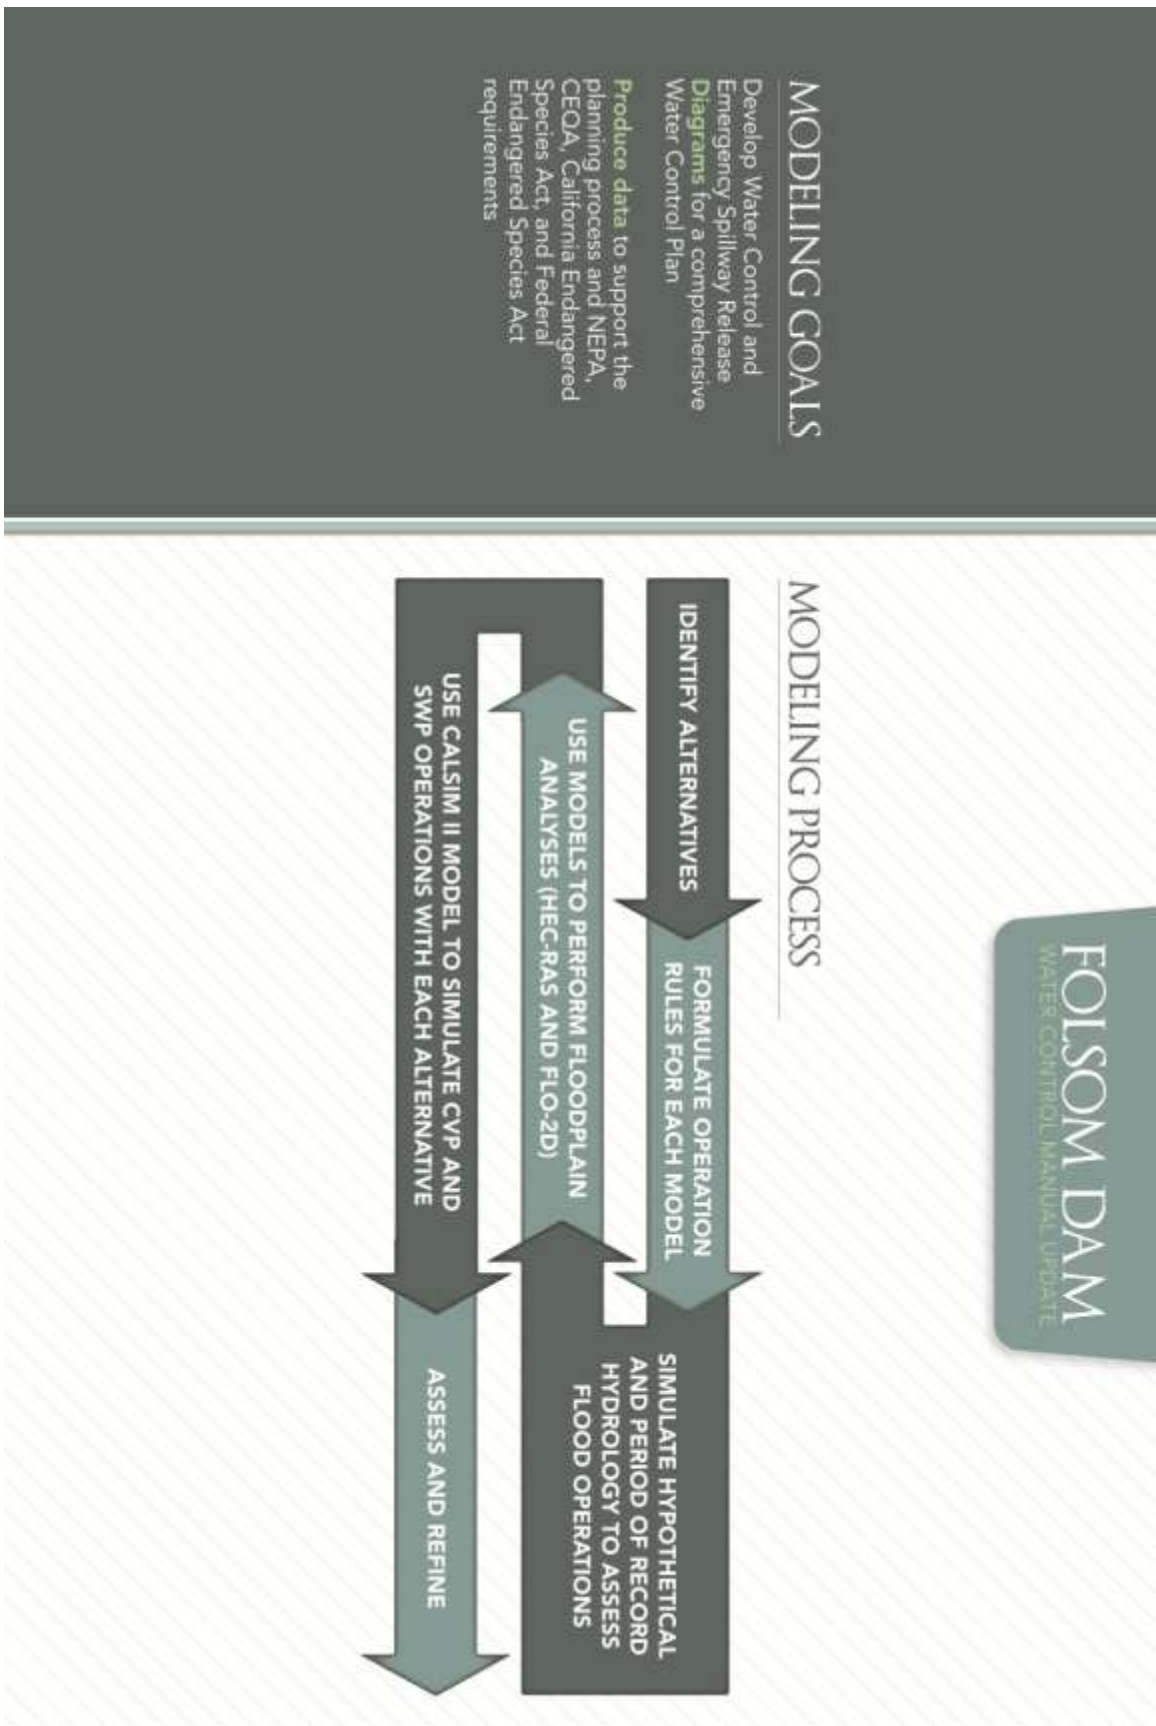 FOLSOM DAM
WATER CONTROL MANUAL UPDATE
MODELING GOALS
Develop Water Control and
Emergency Spillway Release
Diagrams for a comprehensive
Water Control Plan
Produce data to support the
planning process and NEPA,
CEQA, California Endangered
Species Act, and Federal
Endangered Species Act
requirements
MODELING PROCESS
IDENTIFY ALTERNATIVES
FORMULATE OPERATION
RULES FOR EACH MODEL
SIMULATE HYPOTHETICAL
AND PERIOD OF RECORD
HYDROLOGY TO ASSESS
FLOOD OPERATIONS
USE MODELS TO PERFORM FLOODPLAIN
ANALYSES (HEC-RAS AND FLO-2D)
USE CALSIM II MODEL TO SIMULATE CVP AND
SWP OPERATIONS WITH EACH ALTERNATIVE
ASSESS AND REFINE